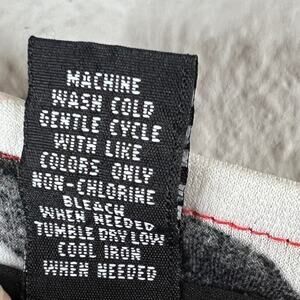 MACHINE
WASH COLD
GENTLE CYCLE
WITH LIKE
COLORS ONLY
NON-CHLORINE
BLEACH
WHEN NEEDED
TUMBLE DRY LOW
COOL IRON
WHEN NEEDED